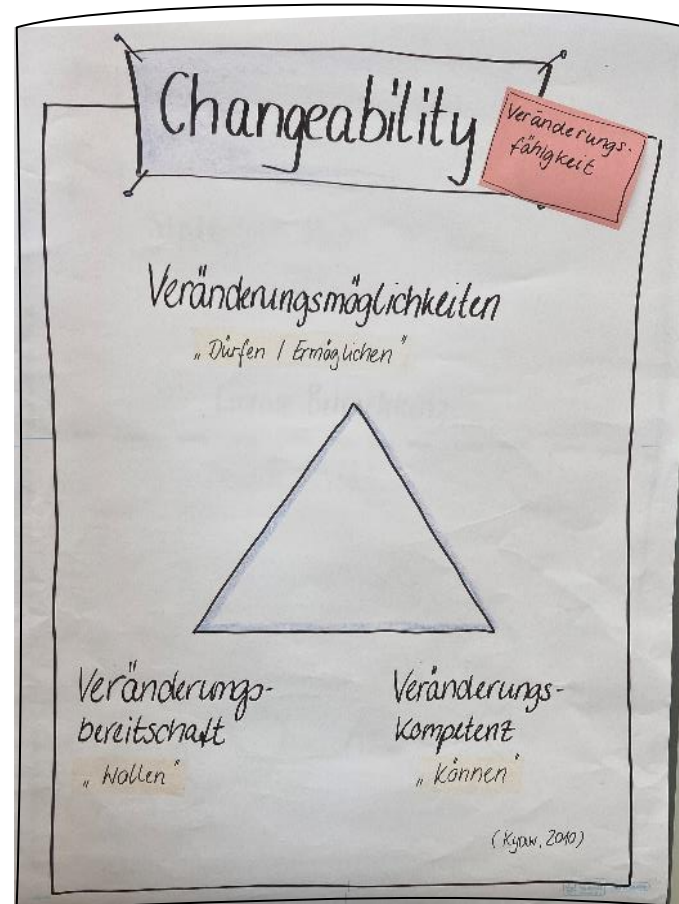 Changeability
Veränderungs-
fähigkeit
Veränderungsmöglichkeiten
„Dürfen / Ermöglichen"
Veränderungs-
bereitschaft
„Wollen"
Veränderungs-
kompetenz
„Können"
(Kyaw, 2010)